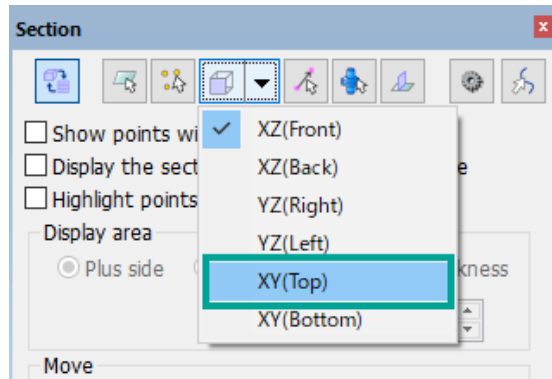 Section
Show points wi
XZ(Front)
Display the sect
XZ(Back)
e
Highlight points
YZ(Right)
Display area
YZ(Left)
Plus side
XY(Top)
kness
XY(Bottom)
Move